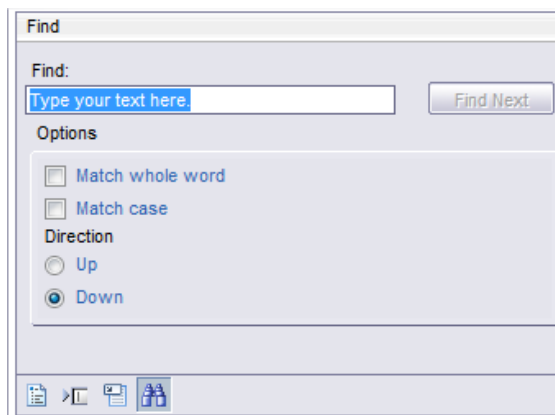 Find
Find:
Type your text here.
Find Next
Options
Match whole word
Match case
Direction
Up
Down